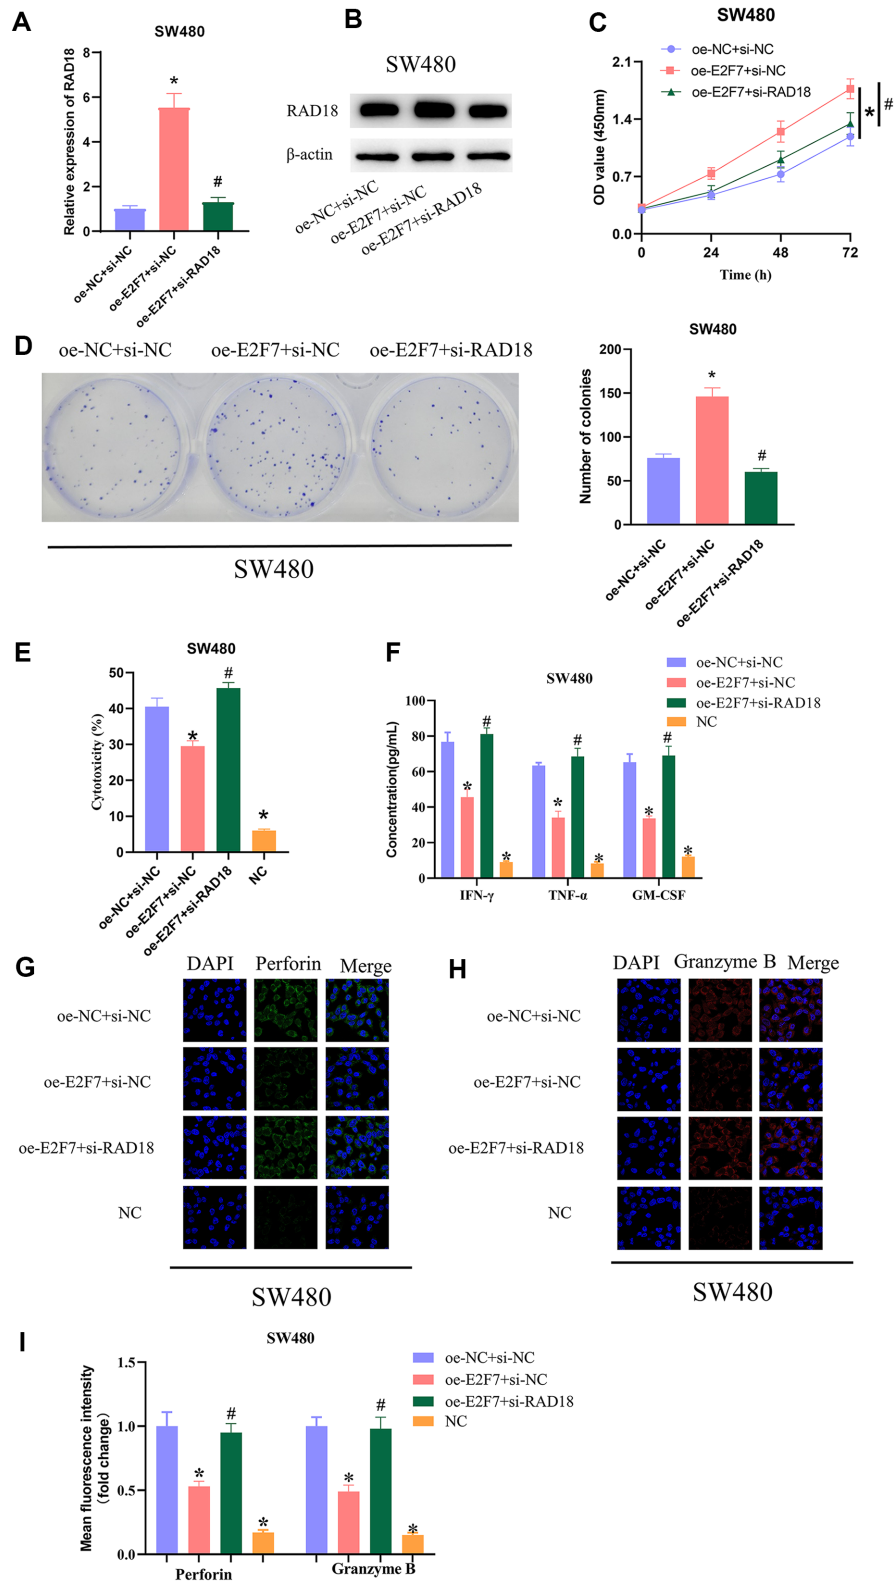 A
SW480
Relative expression of RAD18
8
6
4
2
0
*
#
oe-NC+si-NC
oe-E2F7+si-NC
oe-E2F7+si-RAD18
B
SW480
RAD18
β-actin
oe-NC+si-NC
oe-E2F7+si-NC
oe-E2F7+si-RAD18
C
SW480
oe-NC+si-NC
oe-E2F7+si-NC
oe-E2F7+si-RAD18
OD value (450nm)
2.1
1.4
0.7
0.0
0 24 48 72
Time (h)
*
#
D
oe-NC+si-NC oe-E2F7+si-NC oe-E2F7+si-RAD18
SW480
SW480
Number of colonies
200
150
100
50
0
*
#
oe-NC+si-NC
oe-E2F7+si-NC
oe-E2F7+si-RAD18
E
SW480
Cytotoxicity (%)
50
40
30
20
10
0
*
#
*
oe-NC+si-NC
oe-E2F7+si-NC
oe-E2F7+si-RAD18
NC
F
SW480
oe-NC+si-NC
oe-E2F7+si-NC
oe-E2F7+si-RAD18
NC
Concentration(pg/mL)
100
80
60
40
20
0
* # * * # * * # *
IFN-γ TNF-α GM-CSF
G
DAPI Perforin Merge
oe-NC+si-NC
oe-E2F7+si-NC
oe-E2F7+si-RAD18
NC
SW480
H
DAPI Granzyme B Merge
oe-NC+si-NC
oe-E2F7+si-NC
oe-E2F7+si-RAD18
NC
SW480
I
SW480
oe-NC+si-NC
oe-E2F7+si-NC
oe-E2F7+si-RAD18
NC
Mean fluorescence intensity
(fold change)
1.5
1.0
0.5
0.0
* # * * # *
Perforin Granzyme B